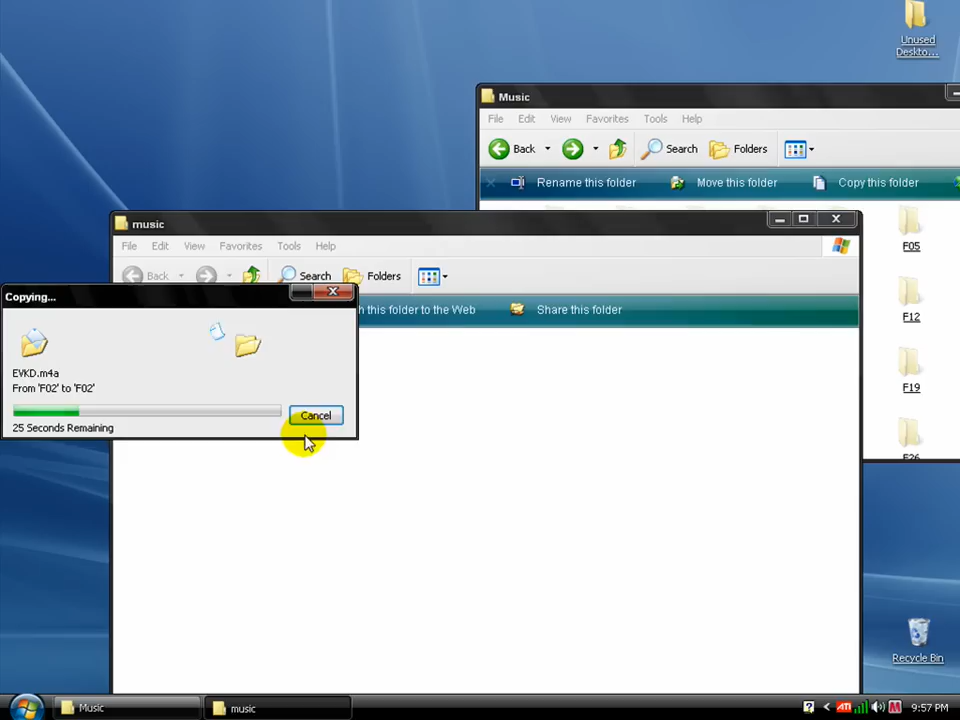 Unused
Deskto...
Music
File Edit View Favorites Tools Help
Back Search Folders
Rename this folder Move this folder Copy this folder
F05
F12
F19
F26
music
File Edit View Favorites Tools Help
Back Search Folders
h this folder to the Web Share this folder
Copying...
EVKD.m4a
From 'F02' to 'F02'
Cancel
25 Seconds Remaining
Recycle Bin
Music music ATI 9:57 PM